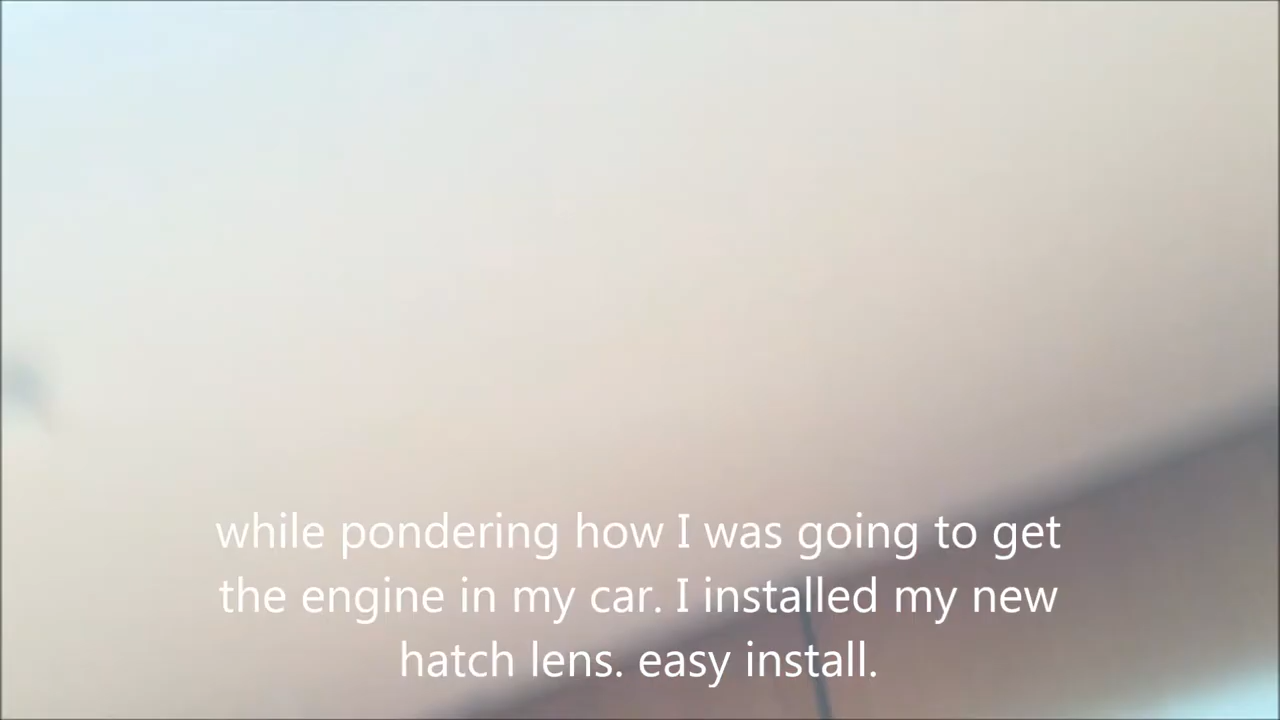 while pondering how I was going to get
the engine in my car. I installed my new
hatch lens. easy install.